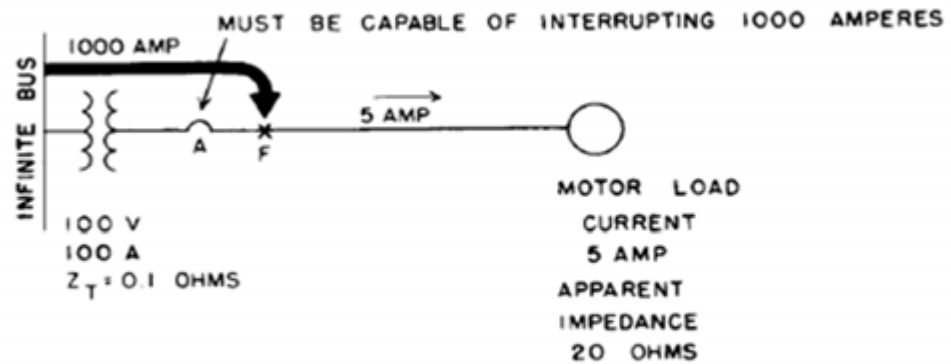 MUST BE CAPABLE OF INTERRUPTING 1000 AMPERES
1000 AMP
INFINITE BUS
5 AMP
A
F
100 V
100 A
Z_T = 0.1 OHMS
MOTOR LOAD
CURRENT
5 AMP
APPARENT
IMPEDANCE
20 OHMS